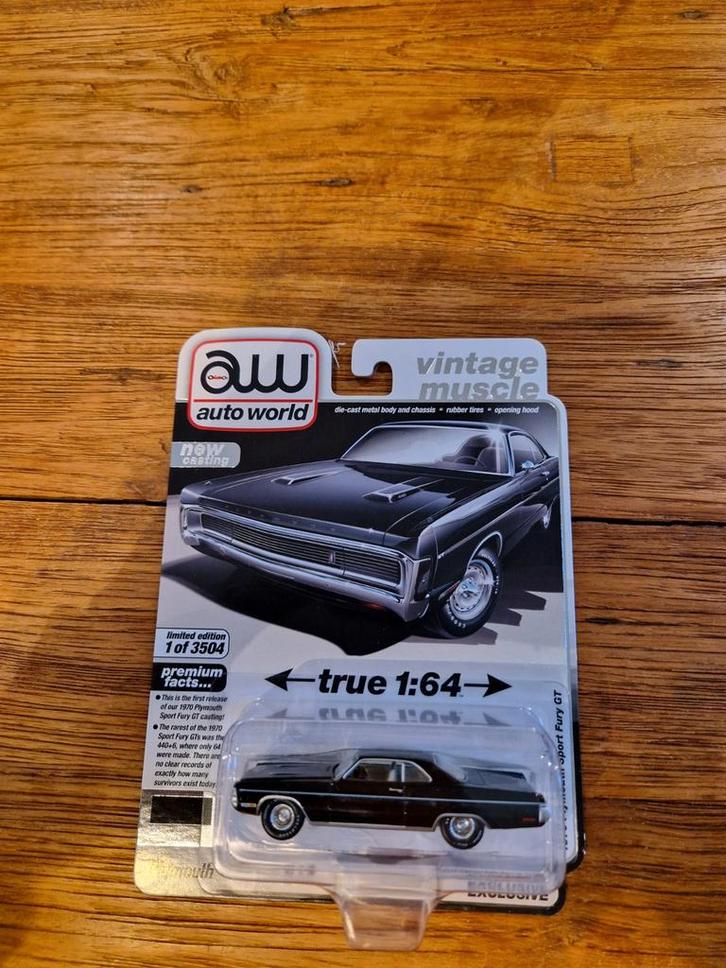 aw
auto world
vintage
muscle
die-cast metal body and chassis • rubber tires • opening hood
new
casting
limited edition
1 of 3504
premium
facts...
true 1:64
• This is the first release
of our 1970 Plymouth
Sport Fury GT casting!
• The rarest of the 1970
Sport Fury GTs was the
440+6, where only 64
were made. There are
no clear records of
exactly how many
survivors exist today.
Plymouth Sport Fury GT
EXCLUSIVE